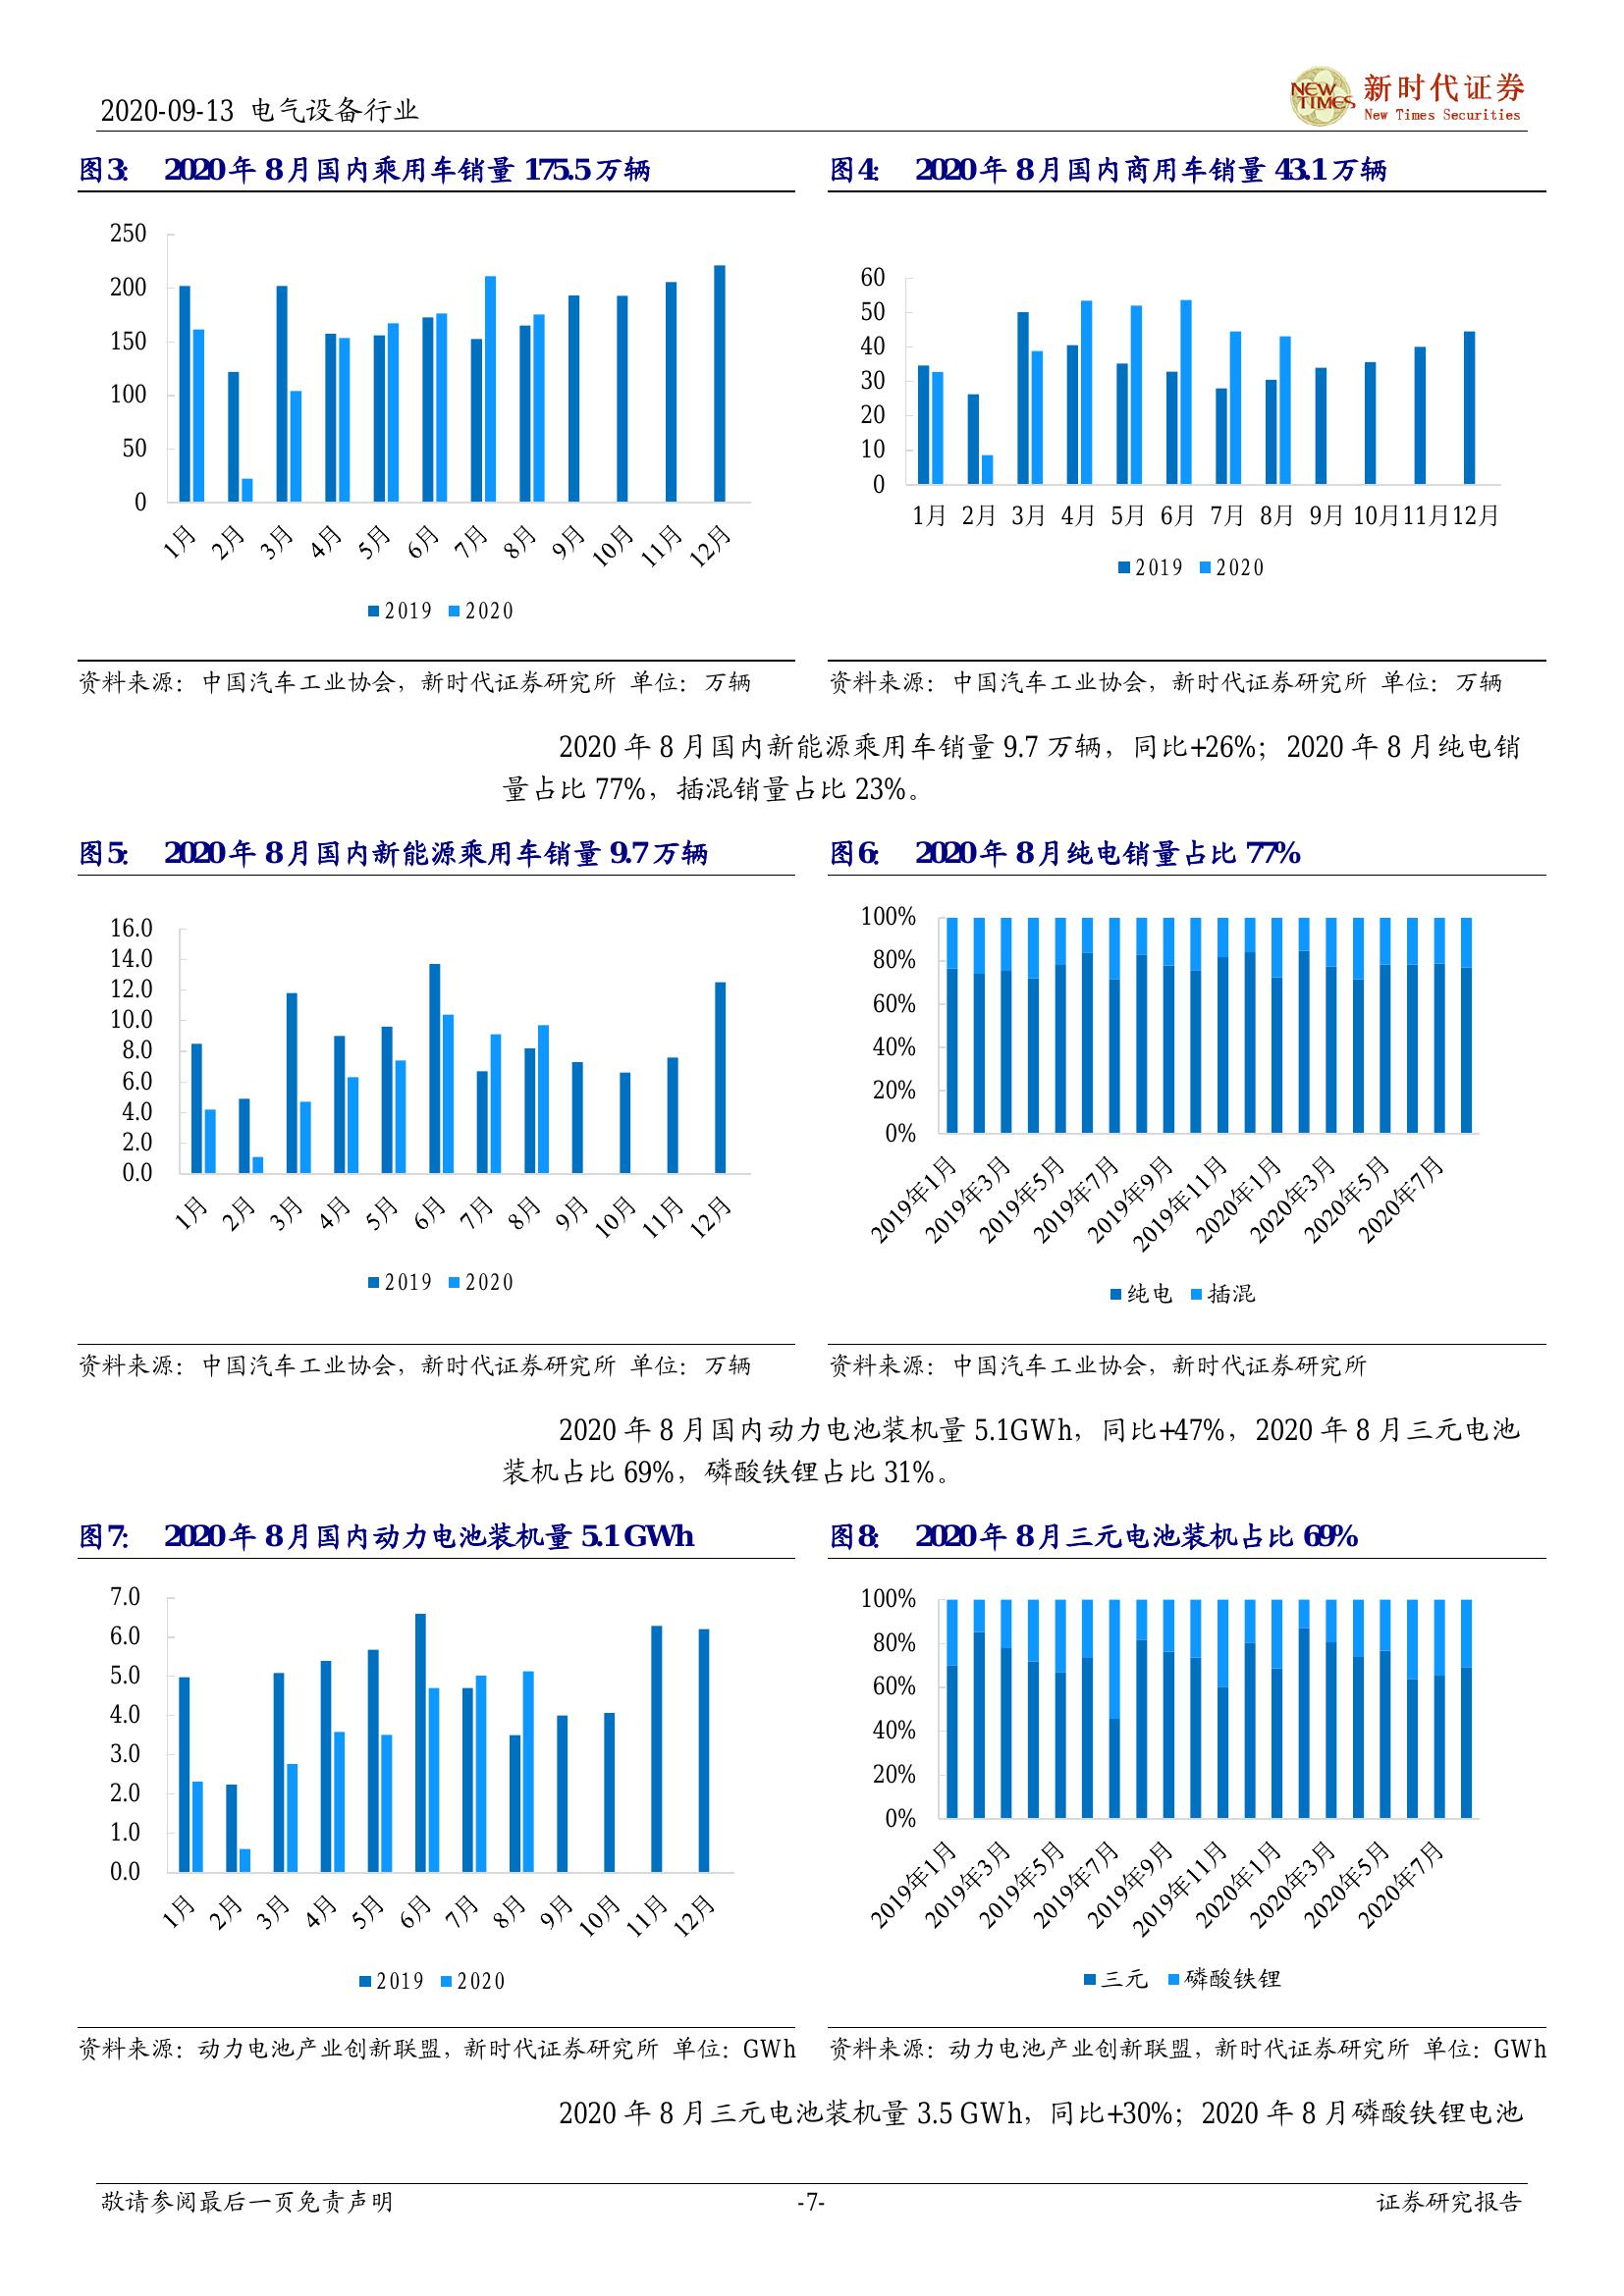 2020-09-13 电气设备行业
NEW TIMES 新时代证券
New Times Securities
图3： 2020年8月国内乘用车销量175.5万辆
250
200
150
100
50
0
1月 2月 3月 4月 5月 6月 7月 8月 9月 10月 11月 12月
2019 2020
资料来源：中国汽车工业协会，新时代证券研究所 单位：万辆
图4： 2020年8月国内商用车销量43.1万辆
60
50
40
30
20
10
0
1月 2月 3月 4月 5月 6月 7月 8月 9月 10月 11月 12月
2019 2020
资料来源：中国汽车工业协会，新时代证券研究所 单位：万辆
2020 年 8 月国内新能源乘用车销量 9.7 万辆，同比+26%；2020 年 8 月纯电销
量占比 77%，插混销量占比 23%。
图5： 2020年8月国内新能源乘用车销量9.7万辆
16.0
14.0
12.0
10.0
8.0
6.0
4.0
2.0
0.0
1月 2月 3月 4月 5月 6月 7月 8月 9月 10月 11月 12月
2019 2020
资料来源：中国汽车工业协会，新时代证券研究所 单位：万辆
图6： 2020年8月纯电销量占比77%
100%
80%
60%
40%
20%
0%
2019年1月 2019年3月 2019年5月 2019年7月 2019年9月 2019年11月 2020年1月 2020年3月 2020年5月 2020年7月
纯电 插混
资料来源：中国汽车工业协会，新时代证券研究所
2020 年 8 月国内动力电池装机量 5.1GWh，同比+47%，2020 年 8 月三元电池
装机占比 69%，磷酸铁锂占比 31%。
图7： 2020年8月国内动力电池装机量5.1 GWh
7.0
6.0
5.0
4.0
3.0
2.0
1.0
0.0
1月 2月 3月 4月 5月 6月 7月 8月 9月 10月 11月 12月
2019 2020
资料来源：动力电池产业创新联盟，新时代证券研究所 单位：GWh
图8： 2020年8月三元电池装机占比69%
100%
80%
60%
40%
20%
0%
2019年1月 2019年3月 2019年5月 2019年7月 2019年9月 2019年11月 2020年1月 2020年3月 2020年5月 2020年7月
三元 磷酸铁锂
资料来源：动力电池产业创新联盟，新时代证券研究所 单位：GWh
2020 年 8 月三元电池装机量 3.5 GWh，同比+30%；2020 年 8 月磷酸铁锂电池
敬请参阅最后一页免责声明 -7- 证券研究报告